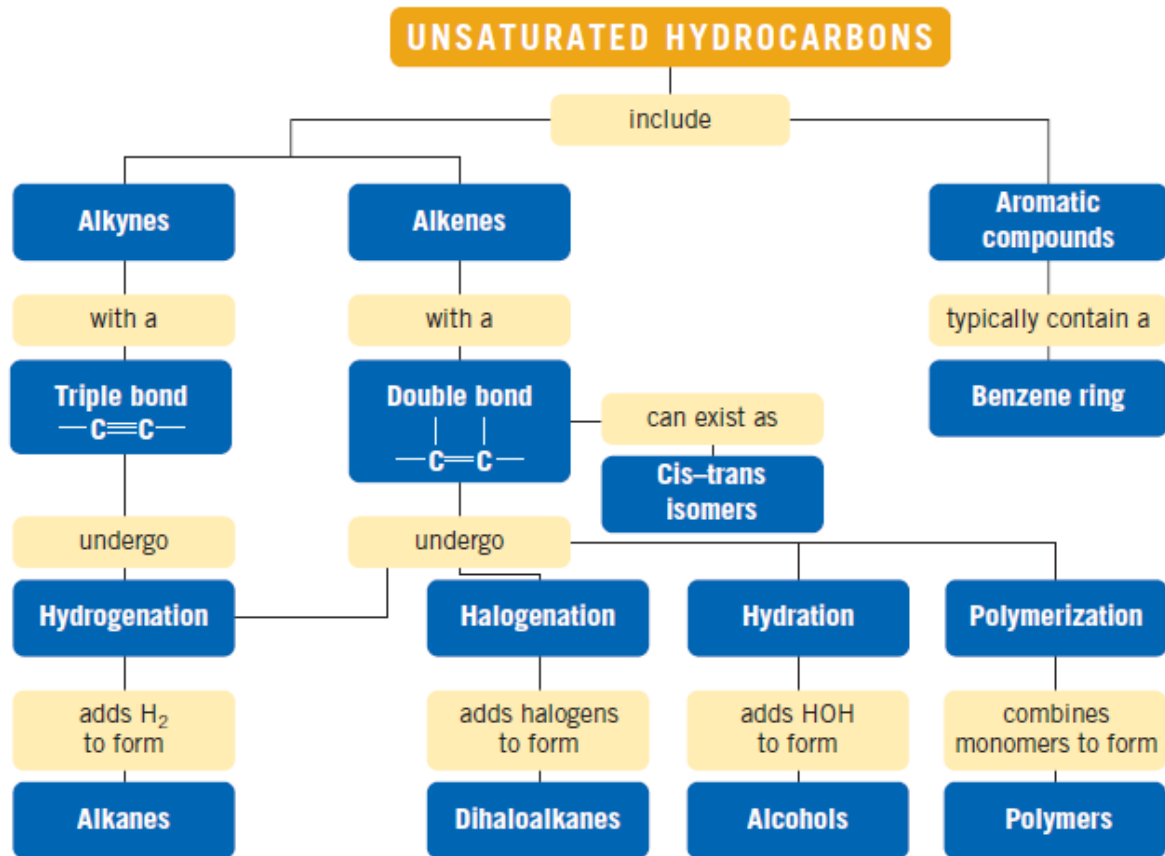 UNSATURATED HYDROCARBONS
include
Alkynes
Alkenes
Aromatic
compounds
with a
with a
typically contain a
Triple bond
—C≡C—
Double bond
—C=C—
Benzene ring
can exist as
Cis–trans
isomers
undergo
undergo
Hydrogenation
Halogenation
Hydration
Polymerization
adds H₂
to form
adds halogens
to form
adds HOH
to form
combines
monomers to form
Alkanes
Dihaloalkanes
Alcohols
Polymers